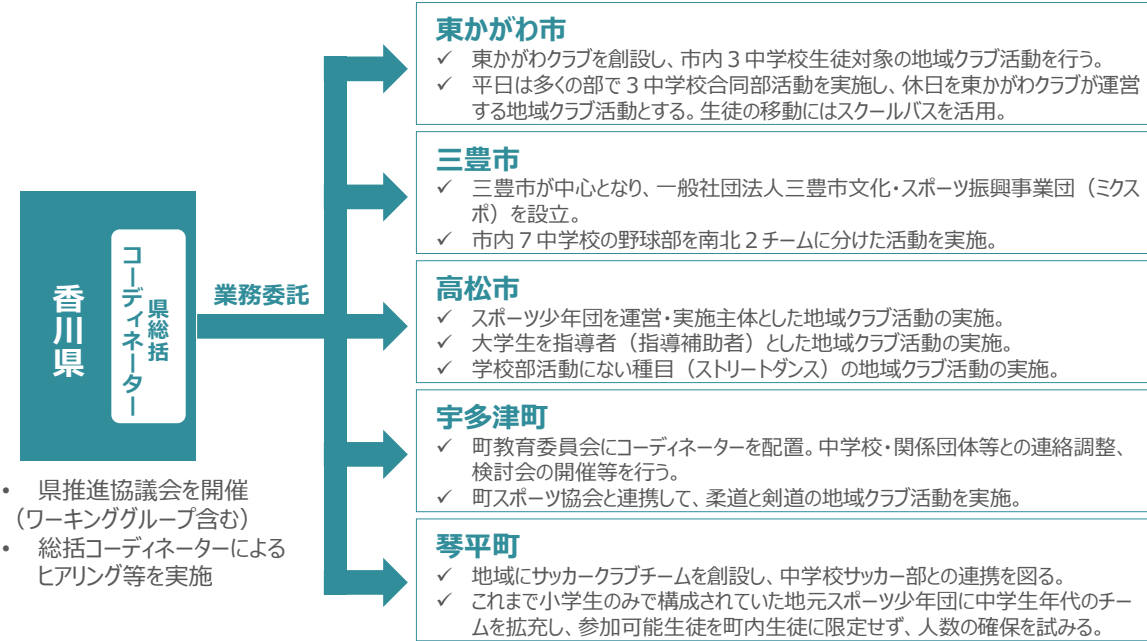 香川県
県総括
コーディネーター
業務委託
• 県推進協議会を開催
(ワーキンググループ含む)
• 総括コーディネーターによる
ヒアリング等を実施
東かがわ市
✓ 東かがわクラブを創設し、市内3中学校生徒対象の地域クラブ活動を行う。
✓ 平日は多くの部で3中学校合同部活動を実施し、休日を東かがわクラブが運営
する地域クラブ活動とする。生徒の移動にはスクールバスを活用。
三豊市
✓ 三豊市が中心となり、一般社団法人三豊市文化・スポーツ振興事業団(ミクス
ポ)を設立。
✓ 市内7中学校の野球部を南北2チームに分けた活動を実施。
高松市
✓ スポーツ少年団を運営・実施主体とした地域クラブ活動の実施。
✓ 大学生を指導者(指導補助者)とした地域クラブ活動の実施。
✓ 学校部活動にない種目(ストリートダンス)の地域クラブ活動の実施。
宇多津町
✓ 町教育委員会にコーディネーターを配置。中学校・関係団体等との連絡調整、
検討会の開催等を行う。
✓ 町スポーツ協会と連携して、柔道と剣道の地域クラブ活動を実施。
琴平町
✓ 地域にサッカークラブチームを創設し、中学校サッカー部との連携を図る。
✓ これまで小学生のみで構成されていた地元スポーツ少年団に中学生年代のチー
ムを拡充し、参加可能生徒を町内生徒に限定せず、人数の確保を試みる。